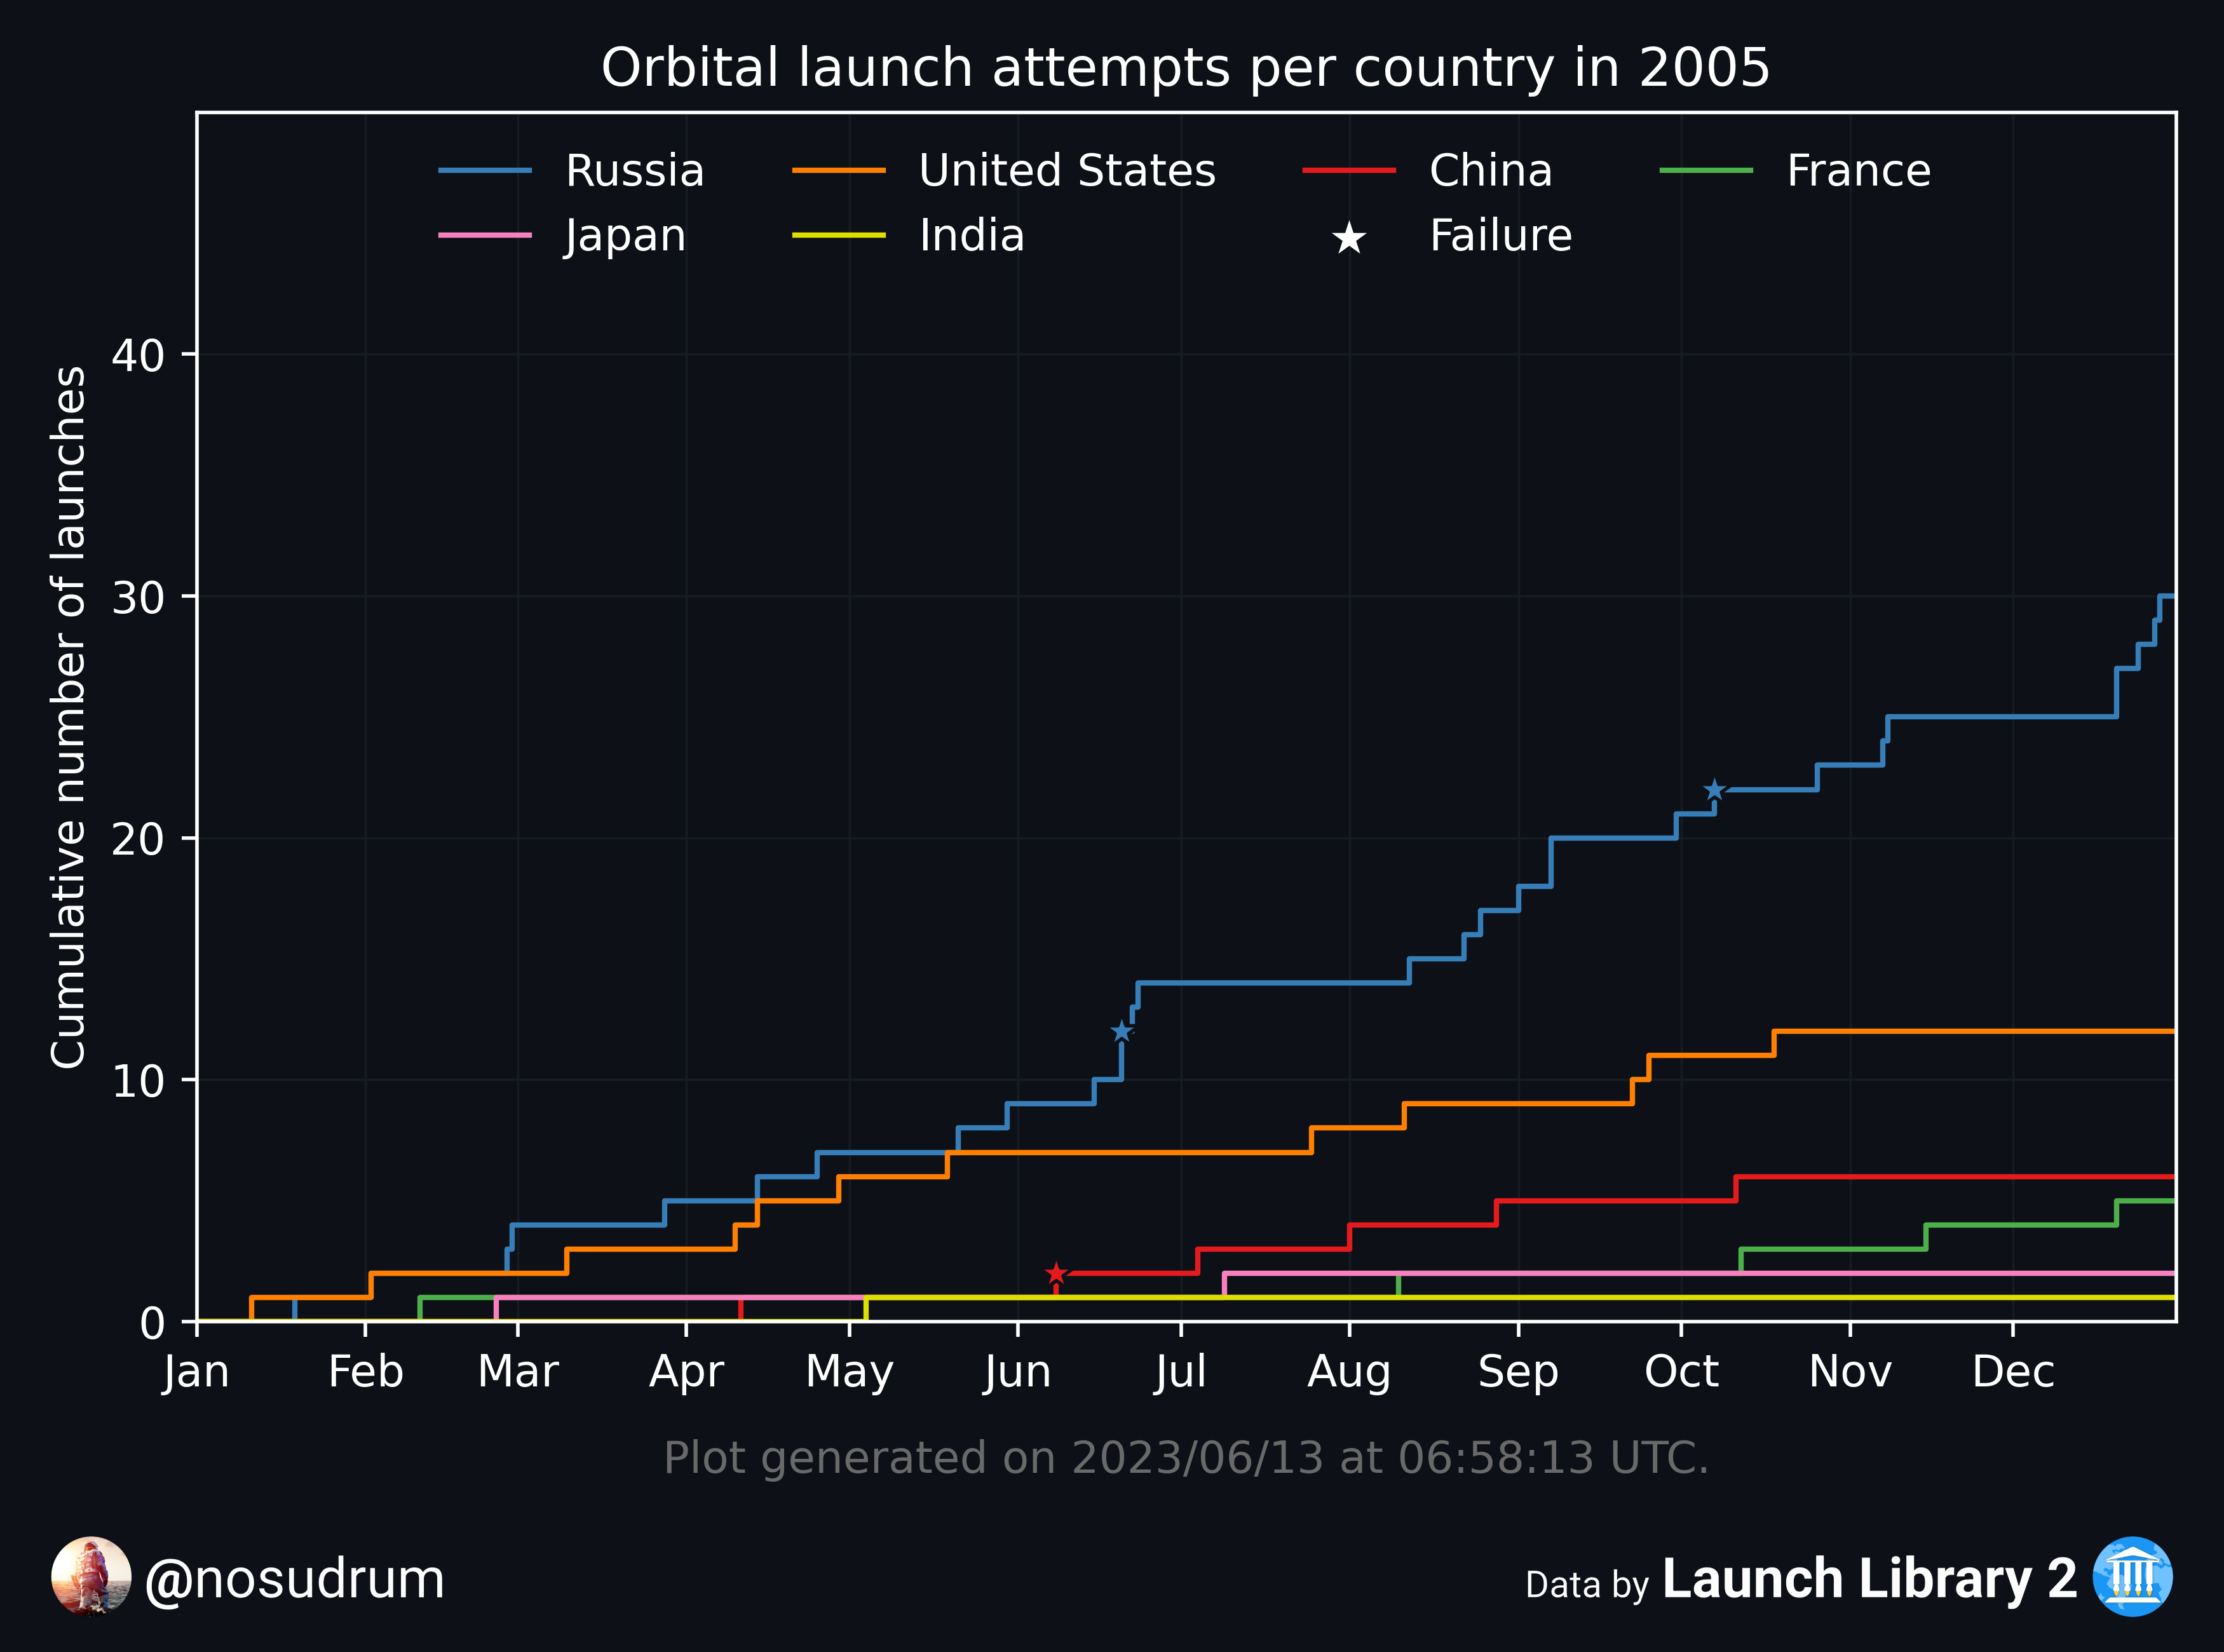 Orbital launch attempts per country in 2005
Russia United States China France
Japan India Failure
Cumulative number of launches
40
30
20
10
0
Jan Feb Mar Apr May Jun Jul Aug Sep Oct Nov Dec
Plot generated on 2023/06/13 at 06:58:13 UTC.
@nosudrum
Data by Launch Library 2